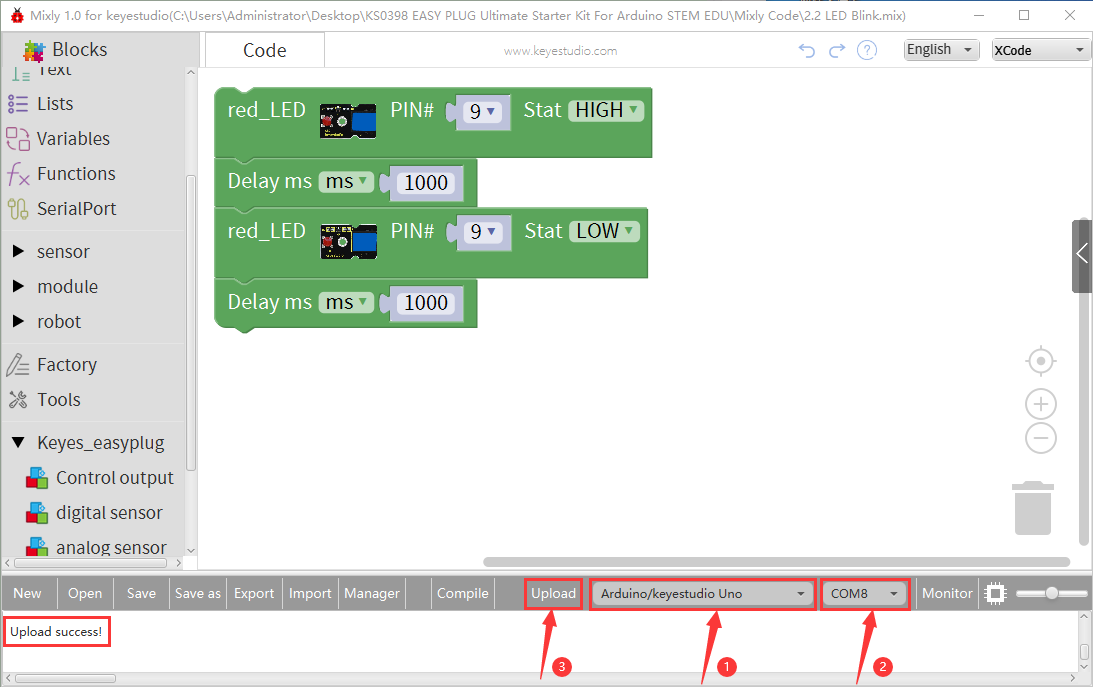 Mixly 1.0 for keyestudio(C:\Users\Administrator\Desktop\KS0398 EASY PLUG Ultimate Starter Kit For Arduino STEM EDU\Mixly Code\2.2 LED Blink.mix)
Blocks
Code
www.keyestudio.com
?
English
XCode
Text
Lists
Variables
Functions
SerialPort
sensor
module
robot
Factory
Tools
Keyes_easyplug
Control output
digital sensor
analog sensor
red_LED PIN# 9 Stat HIGH
Delay ms ms 1000
red_LED PIN# 9 Stat LOW
Delay ms ms 1000
New Open Save Save as Export Import Manager Compile Upload Arduino/keyestudio Uno COM8 Monitor
Upload success!
3 1 2